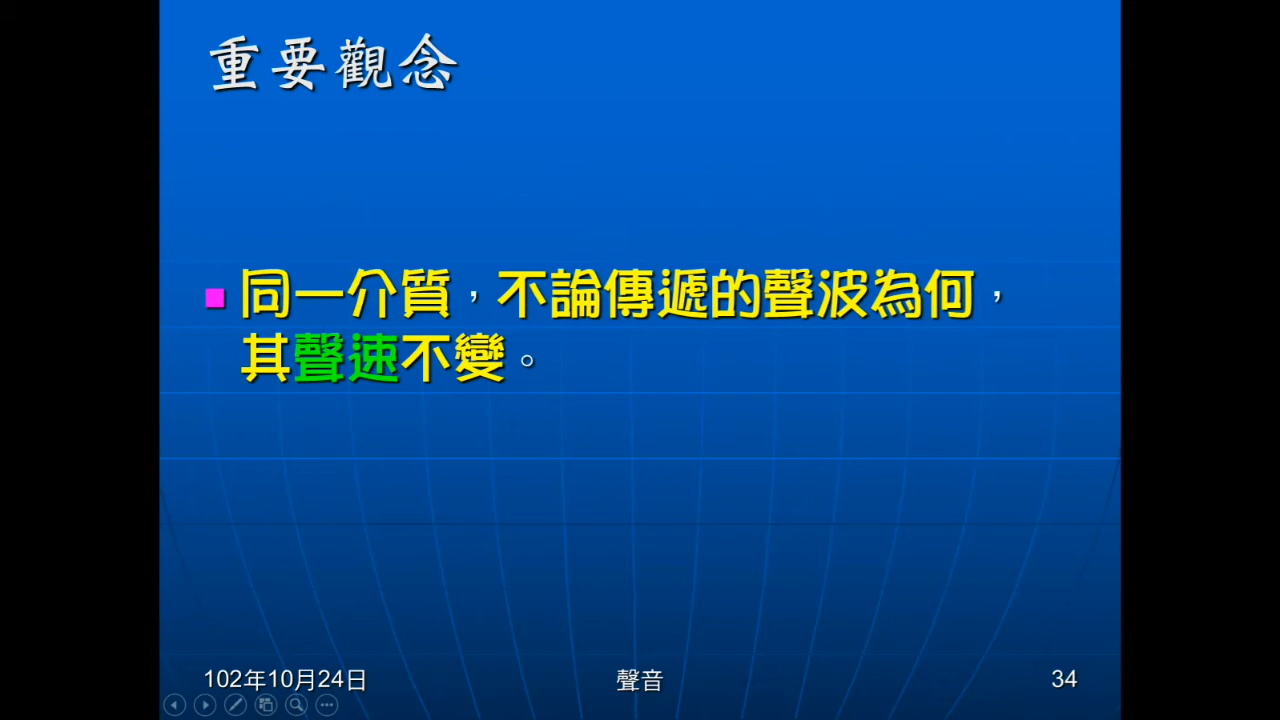 重要觀念
同一介質，不論傳遞的聲波為何，
其聲速不變。
102年10月24日
聲音
34